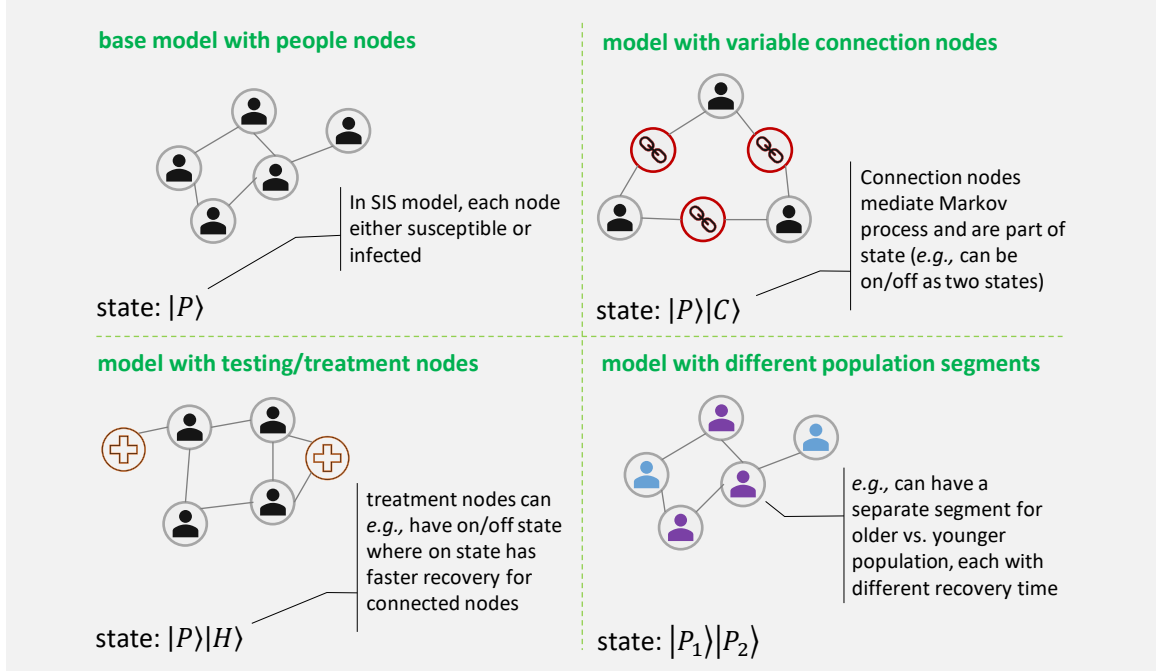 base model with people nodes
In SIS model, each node
either susceptible or
infected
state: |P⟩
model with variable connection nodes
Connection nodes
mediate Markov
process and are part of
state (e.g., can be
on/off as two states)
state: |P⟩|C⟩
model with testing/treatment nodes
treatment nodes can
e.g., have on/off state
where on state has
faster recovery for
connected nodes
state: |P⟩|H⟩
model with different population segments
e.g., can have a
separate segment for
older vs. younger
population, each with
different recovery time
state: |P₁⟩|P₂⟩